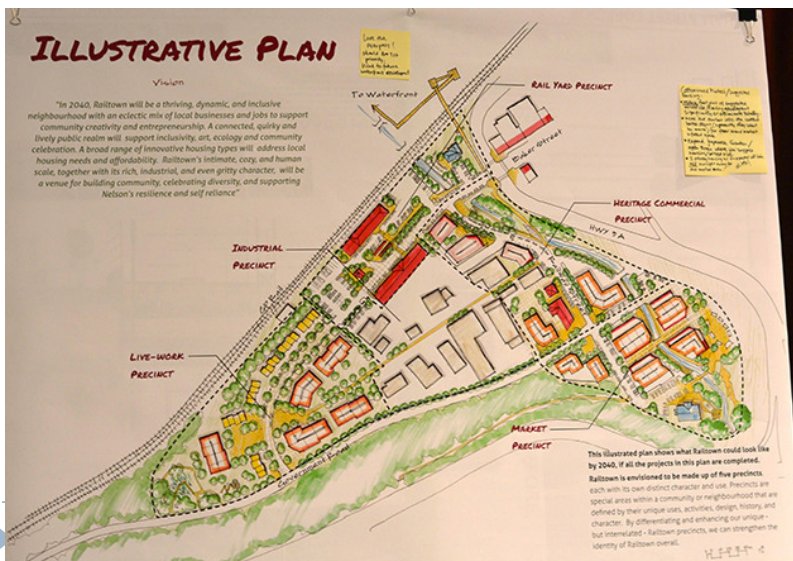 ILLUSTRATIVE PLAN
Vision
"In 2040, Railtown will be a thriving, dynamic, and inclusive
neighbourhood with an eclectic mix of local businesses and jobs to support
community creativity and entrepreneurship. A connected, quirky and
lively public realm will support inclusivity, art, ecology and community
celebration. A broad range of innovative housing types will address local
housing needs and affordability. Railtown's intimate, cozy, and human
scale, together with its rich, industrial, and even gritty character, will be
a venue for building community, celebrating diversity, and supporting
Nelson's resilience and self reliance"
To Waterfront
RAIL YARD PRECINCT
Baker Street
HERITAGE COMMERCIAL
PRECINCT
HWY 3A
INDUSTRIAL
PRECINCT
LIVE-WORK
PRECINCT
MARKET
PRECINCT
Government Road
This illustrated plan shows what Railtown could look like
by 2040, if all the projects in this plan are completed.
Railtown is envisioned to be made up of five precincts,
each with its own distinct character and use. Precincts are
special areas within a community or neighbourhood that are
defined by their unique uses, activities, design, history, and
character. By differentiating and enhancing our unique -
but interrelated - Railtown precincts, we can strengthen the
identity of Railtown overall.